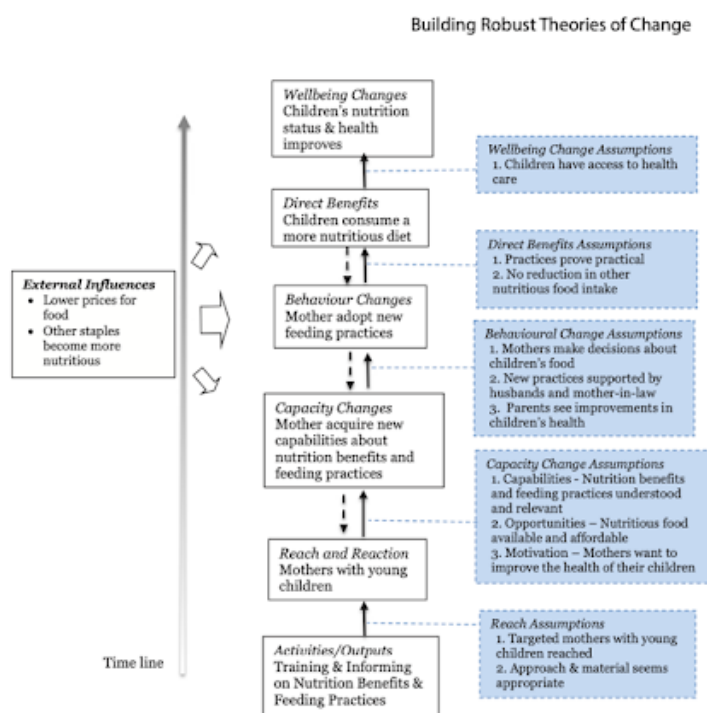 Building Robust Theories of Change
Wellbeing Changes
Children's nutrition
status & health
improves
Wellbeing Change Assumptions
1. Children have access to health
care
Direct Benefits
Children consume a
more nutritious diet
Direct Benefits Assumptions
1. Practices prove practical
2. No reduction in other
nutritious food intake
External Influences
• Lower prices for
food
• Other staples
become more
nutritious
Behaviour Changes
Mother adopt new
feeding practices
Behavioural Change Assumptions
1. Mothers make decisions about
children's food
2. New practices supported by
husbands and mother-in-law
3. Parents see improvements in
children's health
Capacity Changes
Mother acquire new
capabilities about
nutrition benefits and
feeding practices
Capacity Change Assumptions
1. Capabilities - Nutrition benefits
and feeding practices understood
and relevant
2. Opportunities – Nutritious food
available and affordable
3. Motivation – Mothers want to
improve the health of their children
Reach and Reaction
Mothers with young
children
Reach Assumptions
1. Targeted mothers with young
children reached
2. Approach & material seems
appropriate
Activities/Outputs
Training & Informing
on Nutrition Benefits &
Feeding Practices
Time line